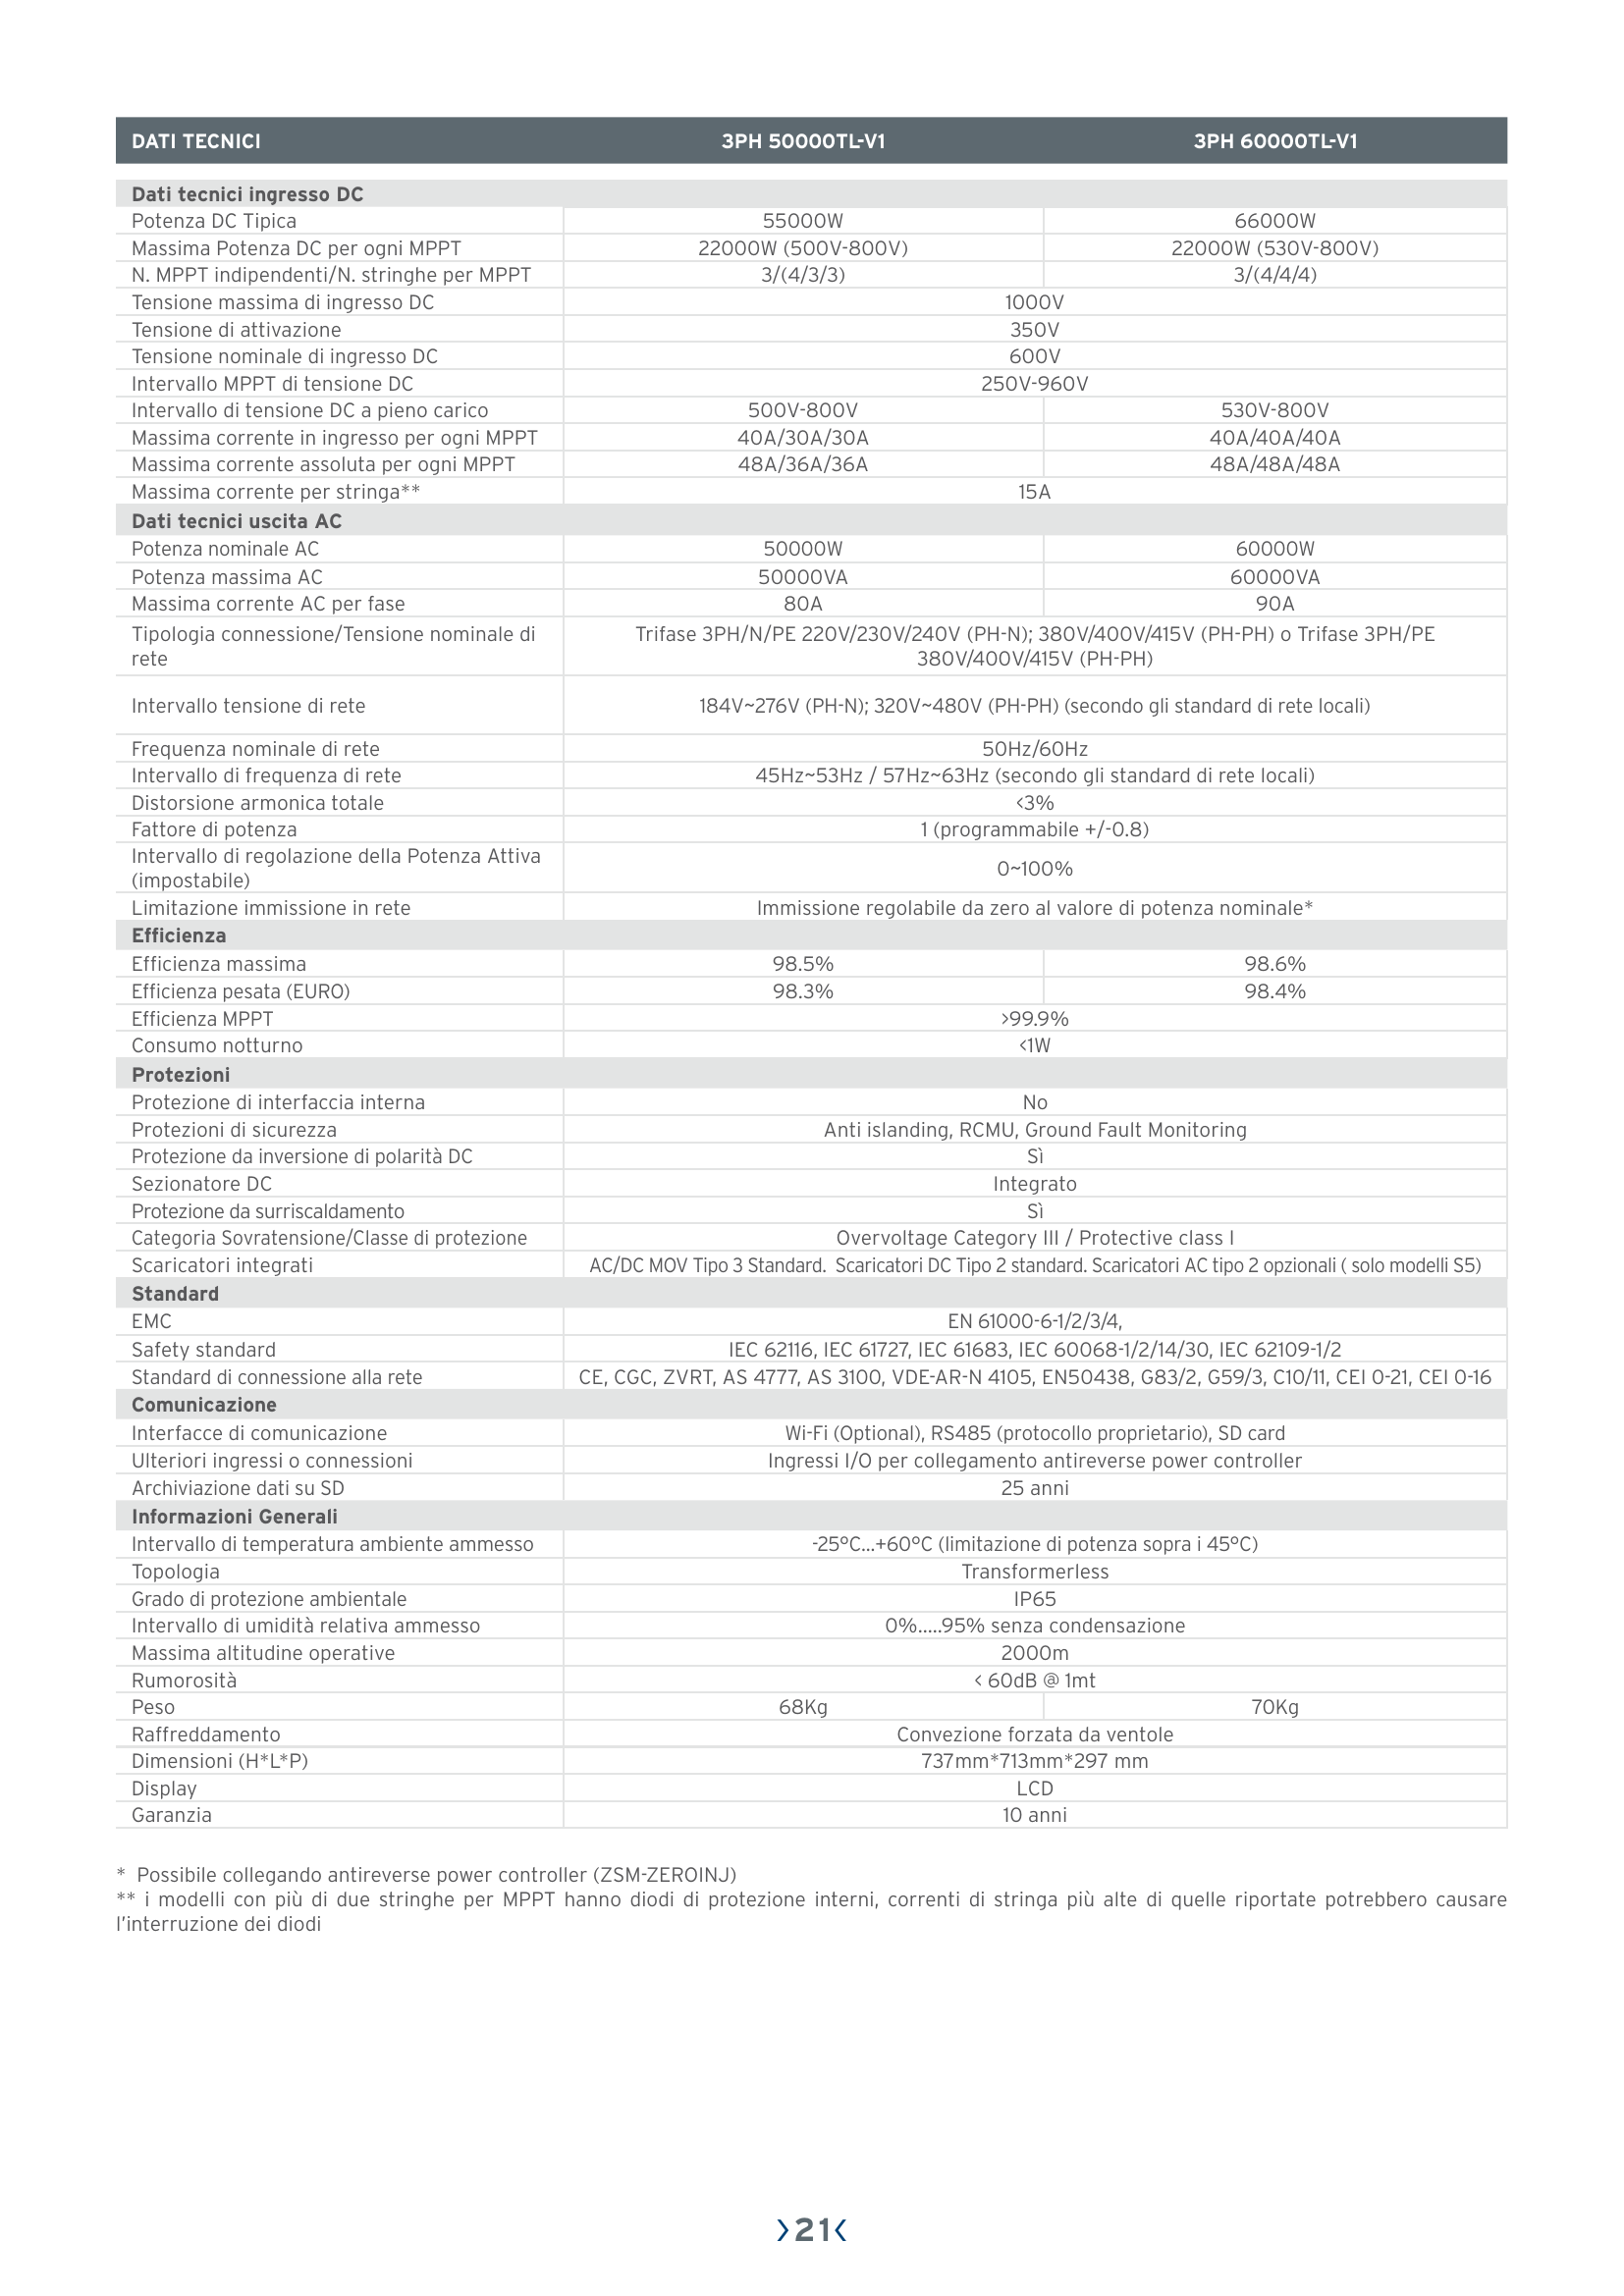 DATI TECNICI 3PH 50000TL-V1 3PH 60000TL-V1
Dati tecnici ingresso DC
Potenza DC Tipica 55000W 66000W
Massima Potenza DC per ogni MPPT 22000W (500V-800V) 22000W (530V-800V)
N. MPPT indipendenti/N. stringhe per MPPT 3/(4/3/3) 3/(4/4/4)
Tensione massima di ingresso DC 1000V
Tensione di attivazione 350V
Tensione nominale di ingresso DC 600V
Intervallo MPPT di tensione DC 250V-960V
Intervallo di tensione DC a pieno carico 500V-800V 530V-800V
Massima corrente in ingresso per ogni MPPT 40A/30A/30A 40A/40A/40A
Massima corrente assoluta per ogni MPPT 48A/36A/36A 48A/48A/48A
Massima corrente per stringa** 15A
Dati tecnici uscita AC
Potenza nominale AC 50000W 60000W
Potenza massima AC 50000VA 60000VA
Massima corrente AC per fase 80A 90A
Tipologia connessione/Tensione nominale di
rete
Trifase 3PH/N/PE 220V/230V/240V (PH-N); 380V/400V/415V (PH-PH) o Trifase 3PH/PE
380V/400V/415V (PH-PH)
Intervallo tensione di rete 184V~276V (PH-N); 320V~480V (PH-PH) (secondo gli standard di rete locali)
Frequenza nominale di rete 50Hz/60Hz
Intervallo di frequenza di rete 45Hz~53Hz / 57Hz~63Hz (secondo gli standard di rete locali)
Distorsione armonica totale <3%
Fattore di potenza 1 (programmabile +/-0.8)
Intervallo di regolazione della Potenza Attiva
(impostabile)
0~100%
Limitazione immissione in rete Immissione regolabile da zero al valore di potenza nominale*
Efficienza
Efficienza massima 98.5% 98.6%
Efficienza pesata (EURO) 98.3% 98.4%
Efficienza MPPT >99.9%
Consumo notturno <1W
Protezioni
Protezione di interfaccia interna No
Protezioni di sicurezza Anti islanding, RCMU, Ground Fault Monitoring
Protezione da inversione di polarità DC Sì
Sezionatore DC Integrato
Protezione da surriscaldamento Sì
Categoria Sovratensione/Classe di protezione Overvoltage Category III / Protective class I
Scaricatori integrati AC/DC MOV Tipo 3 Standard. Scaricatori DC Tipo 2 standard. Scaricatori AC tipo 2 opzionali ( solo modelli S5)
Standard
EMC EN 61000-6-1/2/3/4,
Safety standard IEC 62116, IEC 61727, IEC 61683, IEC 60068-1/2/14/30, IEC 62109-1/2
Standard di connessione alla rete CE, CGC, ZVRT, AS 4777, AS 3100, VDE-AR-N 4105, EN50438, G83/2, G59/3, C10/11, CEI 0-21, CEI 0-16
Comunicazione
Interfacce di comunicazione Wi-Fi (Optional), RS485 (protocollo proprietario), SD card
Ulteriori ingressi o connessioni Ingressi I/O per collegamento antireverse power controller
Archiviazione dati su SD 25 anni
Informazioni Generali
Intervallo di temperatura ambiente ammesso -25°C...+60°C (limitazione di potenza sopra i 45°C)
Topologia Transformerless
Grado di protezione ambientale IP65
Intervallo di umidità relativa ammesso 0%.....95% senza condensazione
Massima altitudine operative 2000m
Rumorosità < 60dB @ 1mt
Peso 68Kg 70Kg
Raffreddamento Convezione forzata da ventole
Dimensioni (H*L*P) 737mm*713mm*297 mm
Display LCD
Garanzia 10 anni
* Possibile collegando antireverse power controller (ZSM-ZEROINJ)
** i modelli con più di due stringhe per MPPT hanno diodi di protezione interni, correnti di stringa più alte di quelle riportate potrebbero causare
l'interruzione dei diodi
21